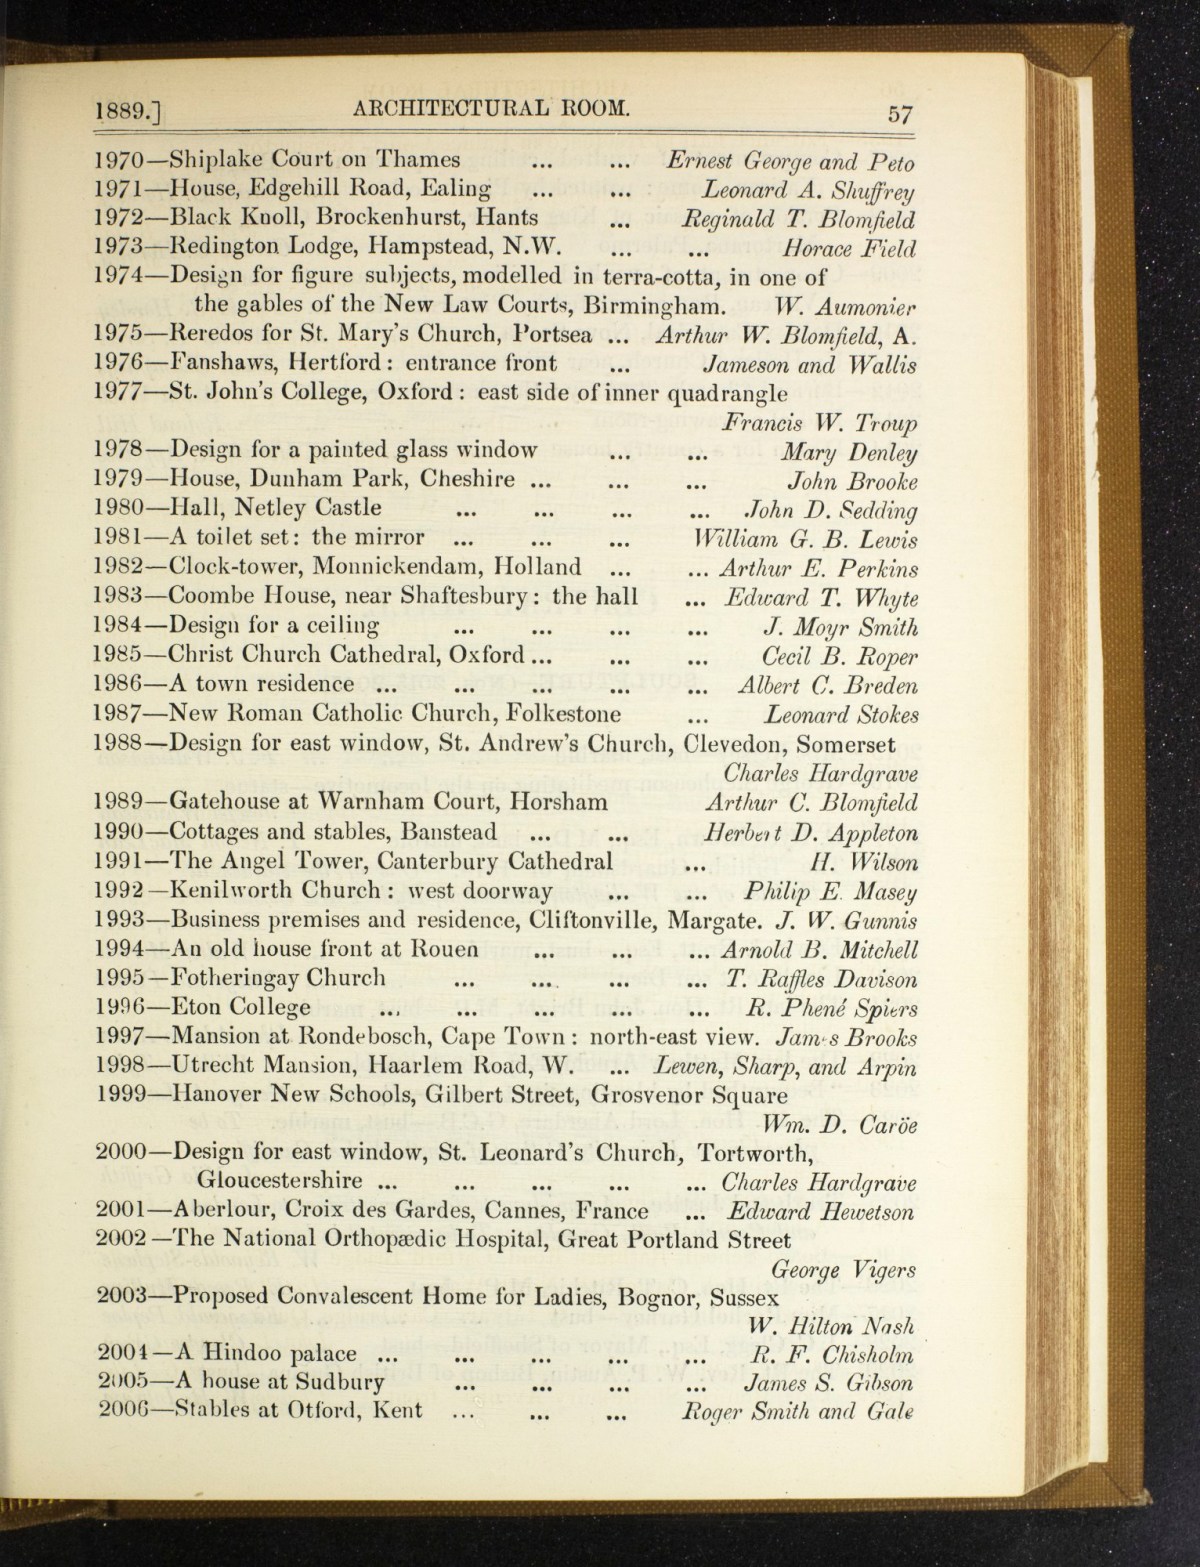 1889.] ARCHITECTURAL ROOM. 57
1970—Shiplake Court on Thames ... ... Ernest George and Peto
1971—House, Edgehill Road, Ealing ... ... Leonard A. Shuffrey
1972—Black Knoll, Brockenhurst, Hants ... Reginald T. Blomfield
1973—Redington Lodge, Hampstead, N.W. ... ... Horace Field
1974—Design for figure subjects, modelled in terra-cotta, in one of
the gables of the New Law Courts, Birmingham. W. Aumonier
1975—Reredos for St. Mary's Church, Portsea ... Arthur W. Blomfield, A.
1976—Fanshaws, Hertford: entrance front ... Jameson and Wallis
1977—St. John's College, Oxford: east side of inner quadrangle
Francis W. Troup
1978—Design for a painted glass window ... ... Mary Denley
1979—House, Dunham Park, Cheshire ... ... ... John Brooke
1980—Hall, Netley Castle ... ... ... ... John D. Sedding
1981—A toilet set: the mirror ... ... ... William G. B. Lewis
1982—Clock-tower, Monnickendam, Holland ... ... Arthur E. Perkins
1983—Coombe House, near Shaftesbury: the hall ... Edward T. Whyte
1984—Design for a ceiling ... ... ... ... J. Moyr Smith
1985—Christ Church Cathedral, Oxford ... ... ... Cecil B. Roper
1986—A town residence ... ... ... ... ... Albert C. Breden
1987—New Roman Catholic Church, Folkestone ... Leonard Stokes
1988—Design for east window, St. Andrew's Church, Clevedon, Somerset
Charles Hardgrave
1989—Gatehouse at Warnham Court, Horsham Arthur C. Blomfield
1990—Cottages and stables, Banstead ... ... Herbert D. Appleton
1991—The Angel Tower, Canterbury Cathedral ... H. Wilson
1992—Kenilworth Church: west doorway ... ... Philip E. Masey
1993—Business premises and residence, Cliftonville, Margate. J. W. Gunnis
1994—An old house front at Rouen ... ... ... Arnold B. Mitchell
1995—Fotheringay Church ... ... ... ... T. Raffles Davison
1996—Eton College ... ... ... ... ... R. Phené Spiers
1997—Mansion at Rondebosch, Cape Town: north-east view. James Brooks
1998—Utrecht Mansion, Haarlem Road, W. ... Lewen, Sharp, and Arpin
1999—Hanover New Schools, Gilbert Street, Grosvenor Square
Wm. D. Caröe
2000—Design for east window, St. Leonard's Church, Tortworth,
Gloucestershire ... ... ... ... ... Charles Hardgrave
2001—Aberlour, Croix des Gardes, Cannes, France ... Edward Hewetson
2002—The National Orthopædic Hospital, Great Portland Street
George Vigers
2003—Proposed Convalescent Home for Ladies, Bognor, Sussex
W. Hilton Nash
2004—A Hindoo palace ... ... ... ... ... R. F. Chisholm
2005—A house at Sudbury ... ... ... ... James S. Gibson
2006—Stables at Otford, Kent ... ... ... Roger Smith and Gale